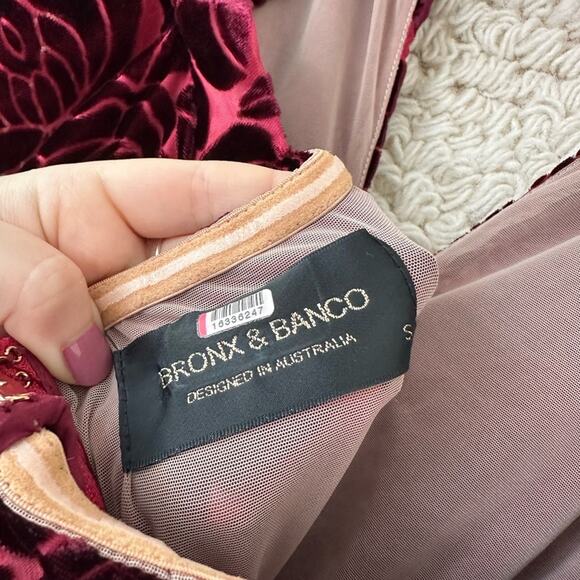 16336247
BRONX & BANCO
DESIGNED IN AUSTRALIA
S